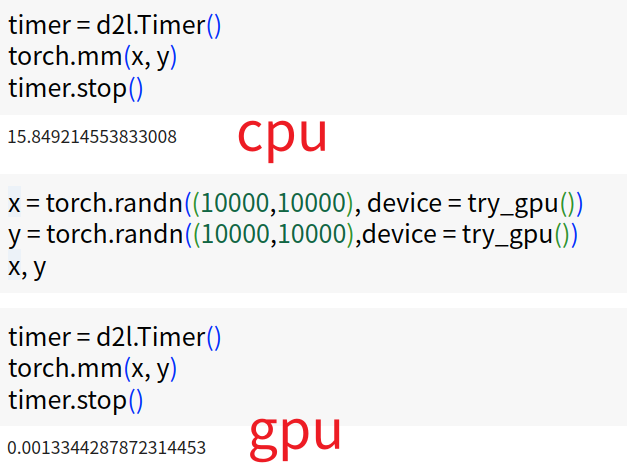 timer = d2l.Timer()
torch.mm(x, y)
timer.stop()
15.849214553833008
cpu
x = torch.randn((10000,10000), device = try_gpu())
y = torch.randn((10000,10000),device = try_gpu())
x, y
timer = d2l.Timer()
torch.mm(x, y)
timer.stop()
0.0013344287872314453
gpu